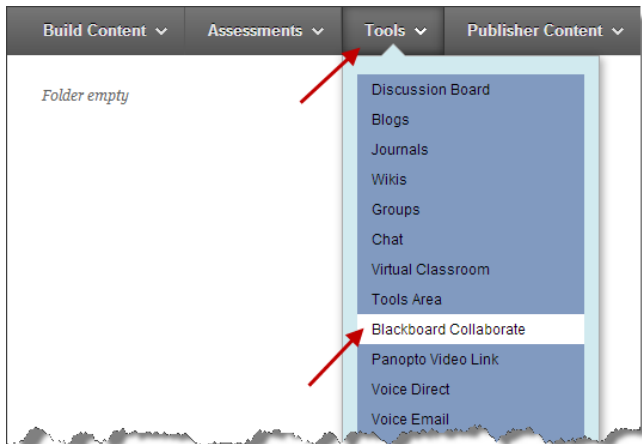 Build Content Assessments Tools Publisher Content
Folder empty
Discussion Board
Blogs
Journals
Wikis
Groups
Chat
Virtual Classroom
Tools Area
Blackboard Collaborate
Panopto Video Link
Voice Direct
Voice Email